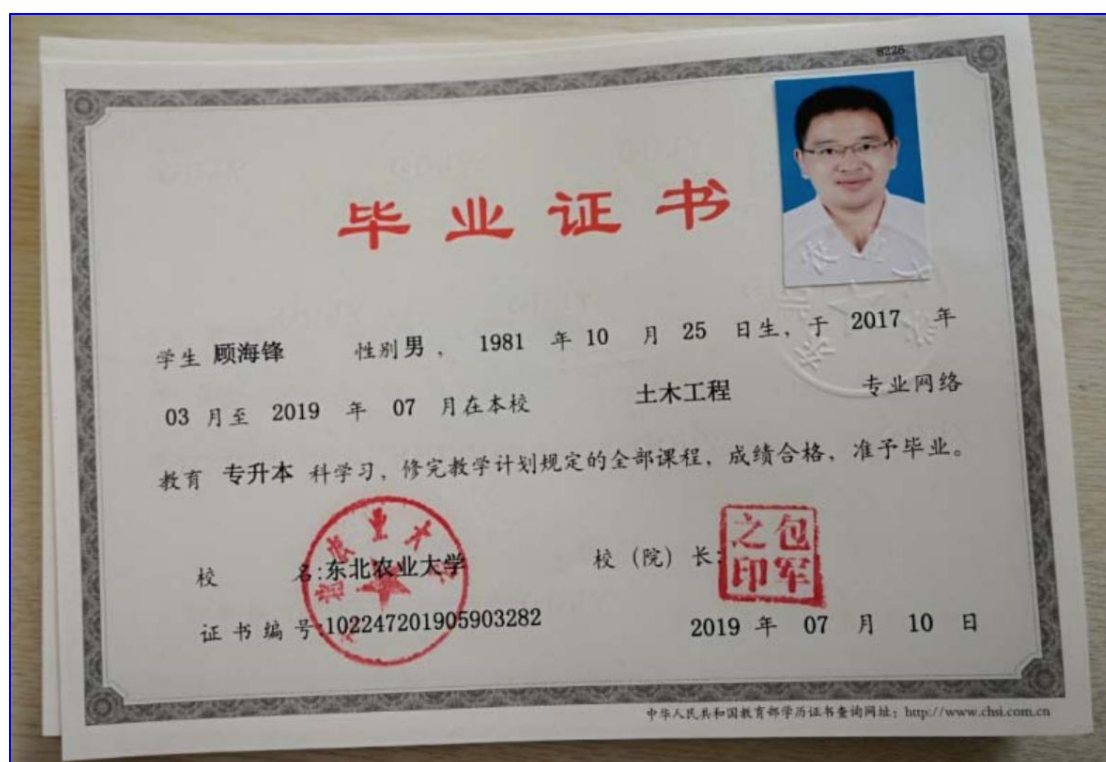 8226
毕业证书
学生 顾海锋 性别 男 , 1981 年 10 月 25 日生, 于 2017 年
03 月至 2019 年 07 月在本校 土木工程 专业网络
教育 专升本 科学习, 修完教学计划规定的全部课程, 成绩合格, 准予毕业。
校 名:东北农业大学 校 (院) 长: 包军之印
证 书 编 号:102247201905903282 2019 年 07 月 10 日
中华人民共和国教育部学历证书查询网址: http://www.chsi.com.cn